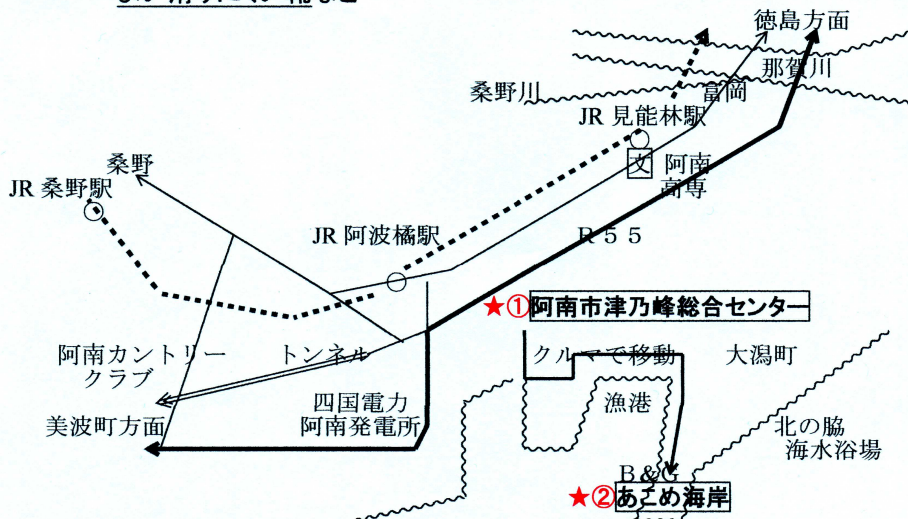 徳島方面
那賀川
桑野川
富岡
JR 見能林駅
文
阿南
高専
桑野
JR 桑野駅
JR 阿波橘駅
R55
★①阿南市津乃峰総合センター
阿南カントリー
クラブ
トンネル
クルマで移動
大潟町
四国電力
阿南発電所
漁港
美波町方面
北の脇
海水浴場
B&G
★②あこめ海岸